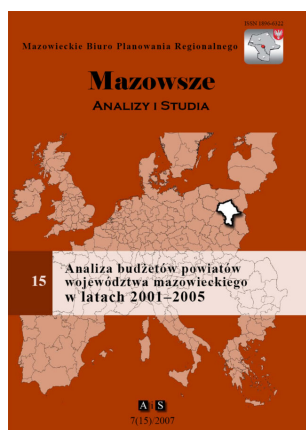 ISSN 1896-6322
Mazowieckie Biuro Planowania Regionalnego
Mazowsze
ANALIZY I STUDIA
15
Analiza budżetów powiatów
województwa mazowieckiego
w latach 2001–2005
A S
7(15)/2007